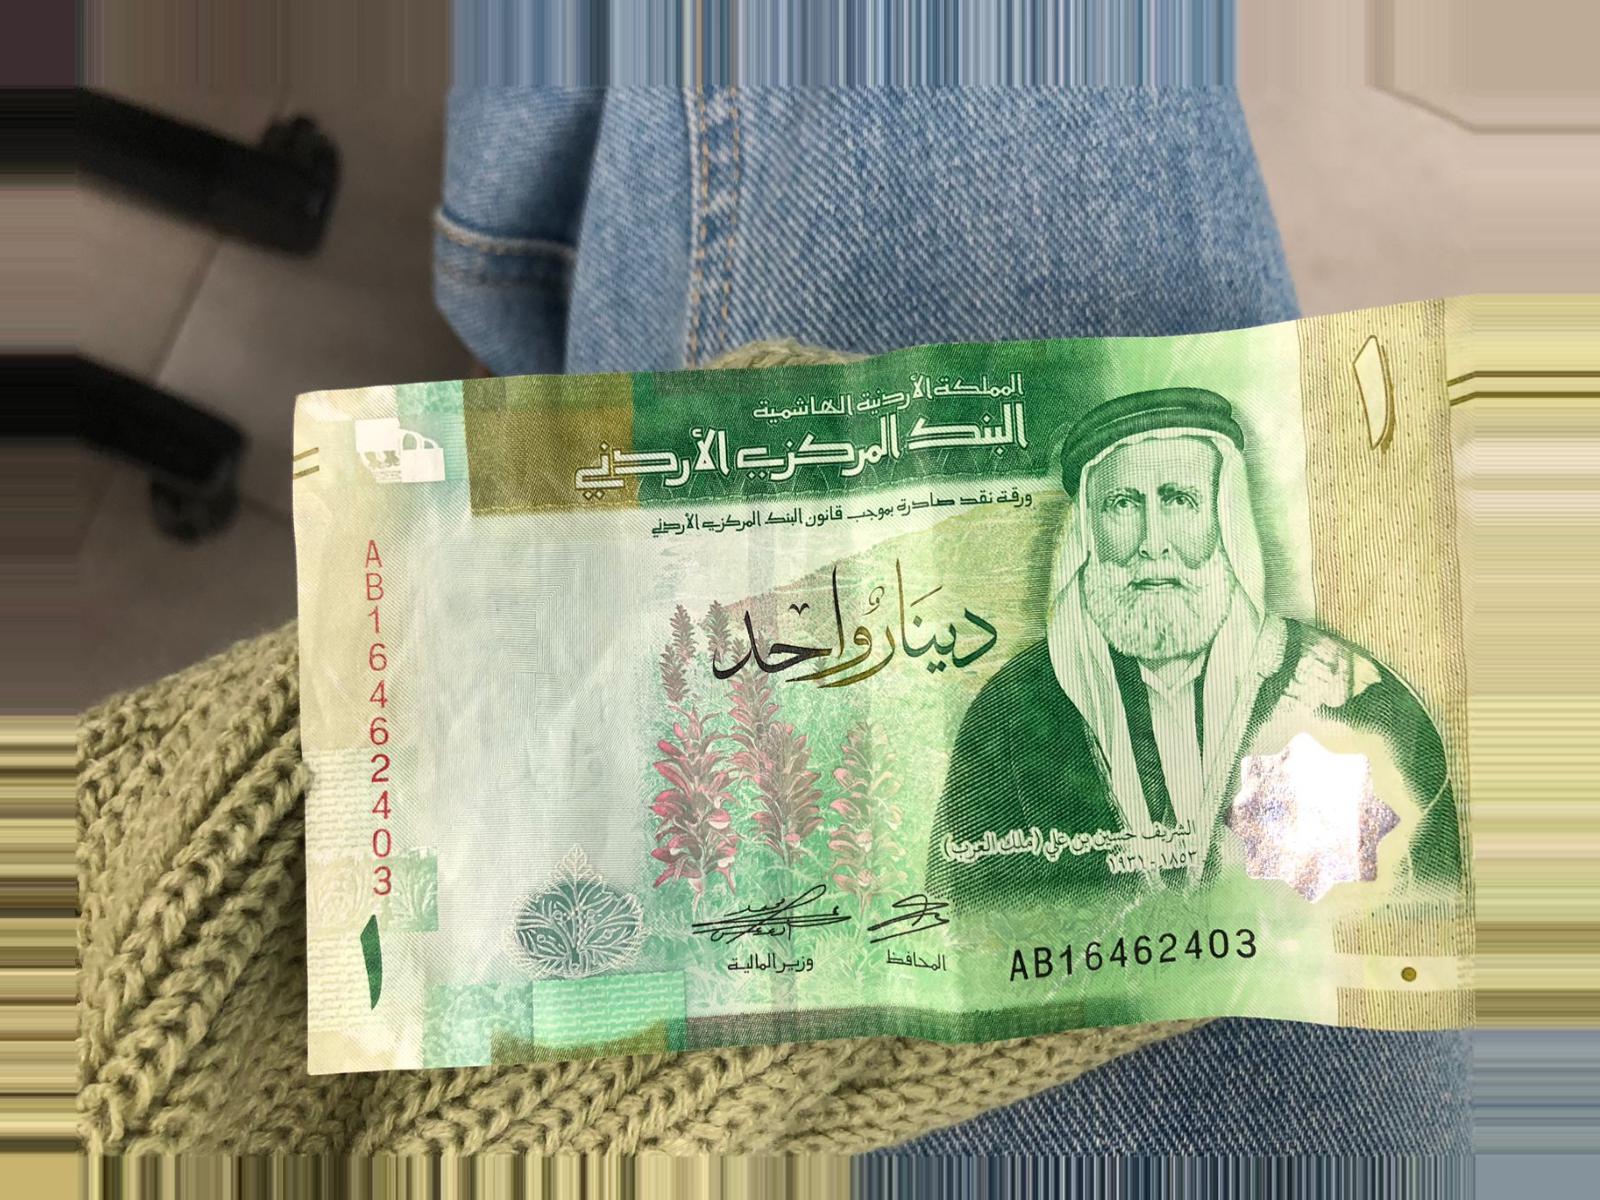 المملكة الأردنية الهاشمية
البنك المركزي الأردني
ورقة نقد صادرة بموجب قانون البنك المركزي الأردني
دينار واحد
١
AB16462403
الشريف حسين بن علي (ملك العرب)
١٨٥٣ - ١٩٣١
المحافظ
وزير المالية
AB16462403
١